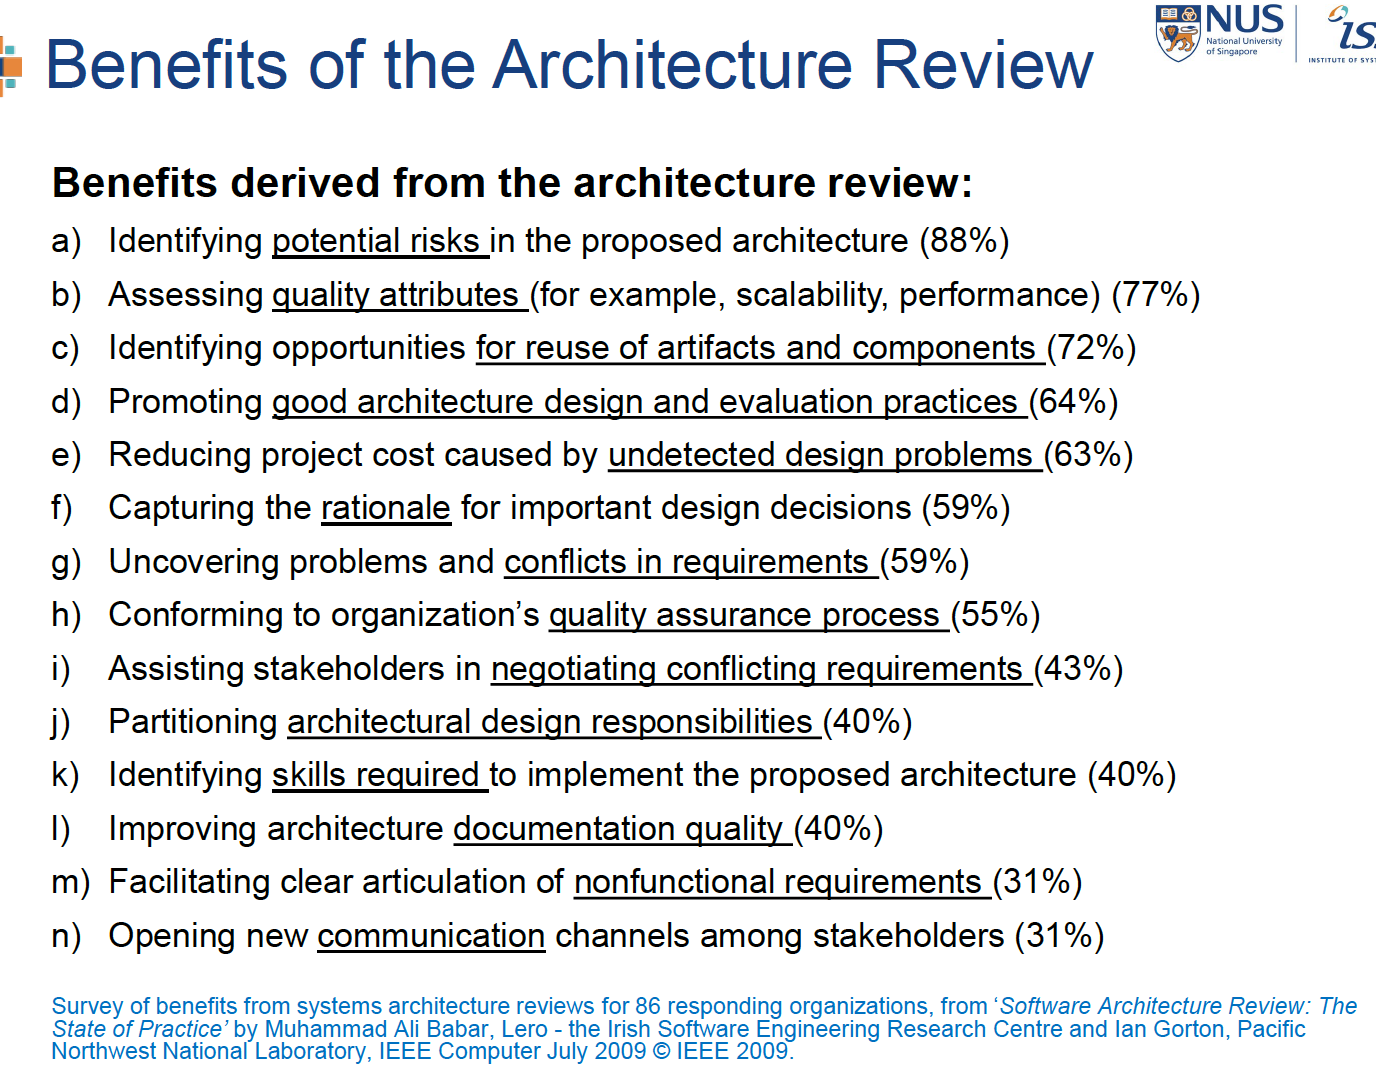 NUS
National University
of Singapore
INSTITUTE OF
Benefits of the Architecture Review
Benefits derived from the architecture review:
a) Identifying potential risks in the proposed architecture (88%)
b) Assessing quality attributes (for example, scalability, performance) (77%)
c) Identifying opportunities for reuse of artifacts and components (72%)
d) Promoting good architecture design and evaluation practices (64%)
e) Reducing project cost caused by undetected design problems (63%)
f) Capturing the rationale for important design decisions (59%)
g) Uncovering problems and conflicts in requirements (59%)
h) Conforming to organization’s quality assurance process (55%)
i) Assisting stakeholders in negotiating conflicting requirements (43%)
j) Partitioning architectural design responsibilities (40%)
k) Identifying skills required to implement the proposed architecture (40%)
l) Improving architecture documentation quality (40%)
m) Facilitating clear articulation of nonfunctional requirements (31%)
n) Opening new communication channels among stakeholders (31%)
Survey of benefits from systems architecture reviews for 86 responding organizations, from ‘Software Architecture Review: The
State of Practice’ by Muhammad Ali Babar, Lero - the Irish Software Engineering Research Centre and Ian Gorton, Pacific
Northwest National Laboratory, IEEE Computer July 2009 © IEEE 2009.